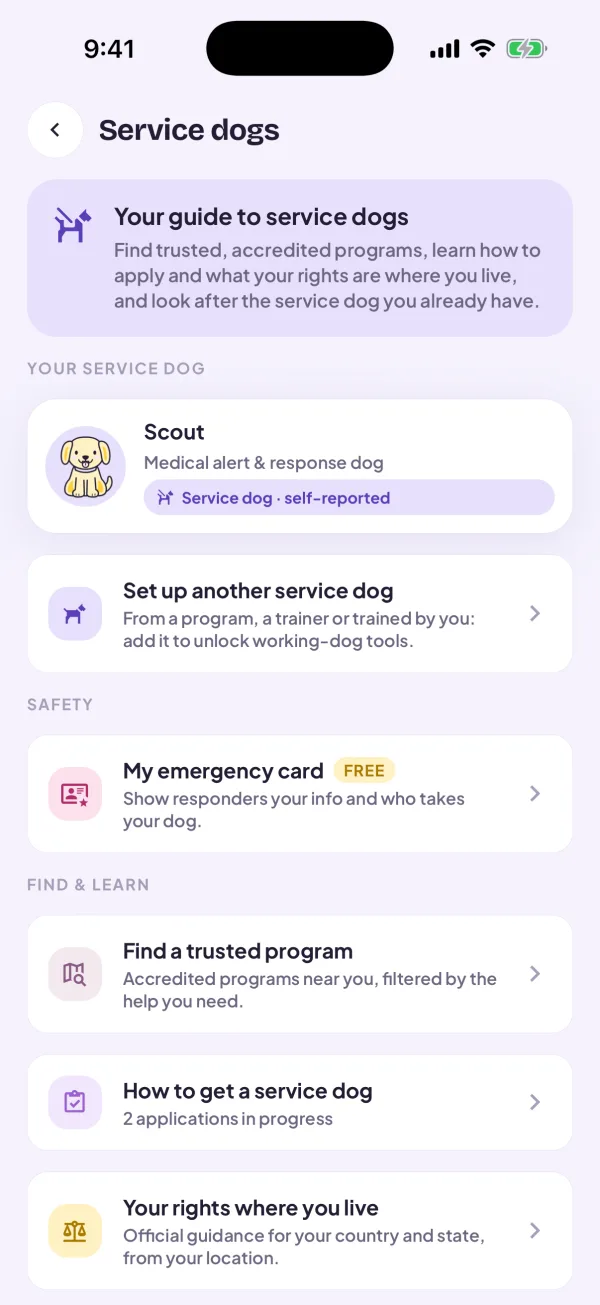 9:41
Service dogs
Your guide to service dogs
Find trusted, accredited programs, learn how to
apply and what your rights are where you live,
and look after the service dog you already have.
YOUR SERVICE DOG
Scout
Medical alert & response dog
Service dog · self-reported
Set up another service dog
From a program, a trainer or trained by you:
add it to unlock working-dog tools.
SAFETY
My emergency card FREE
Show responders your info and who takes
your dog.
FIND & LEARN
Find a trusted program
Accredited programs near you, filtered by the
help you need.
How to get a service dog
2 applications in progress
Your rights where you live
Official guidance for your country and state,
from your location.